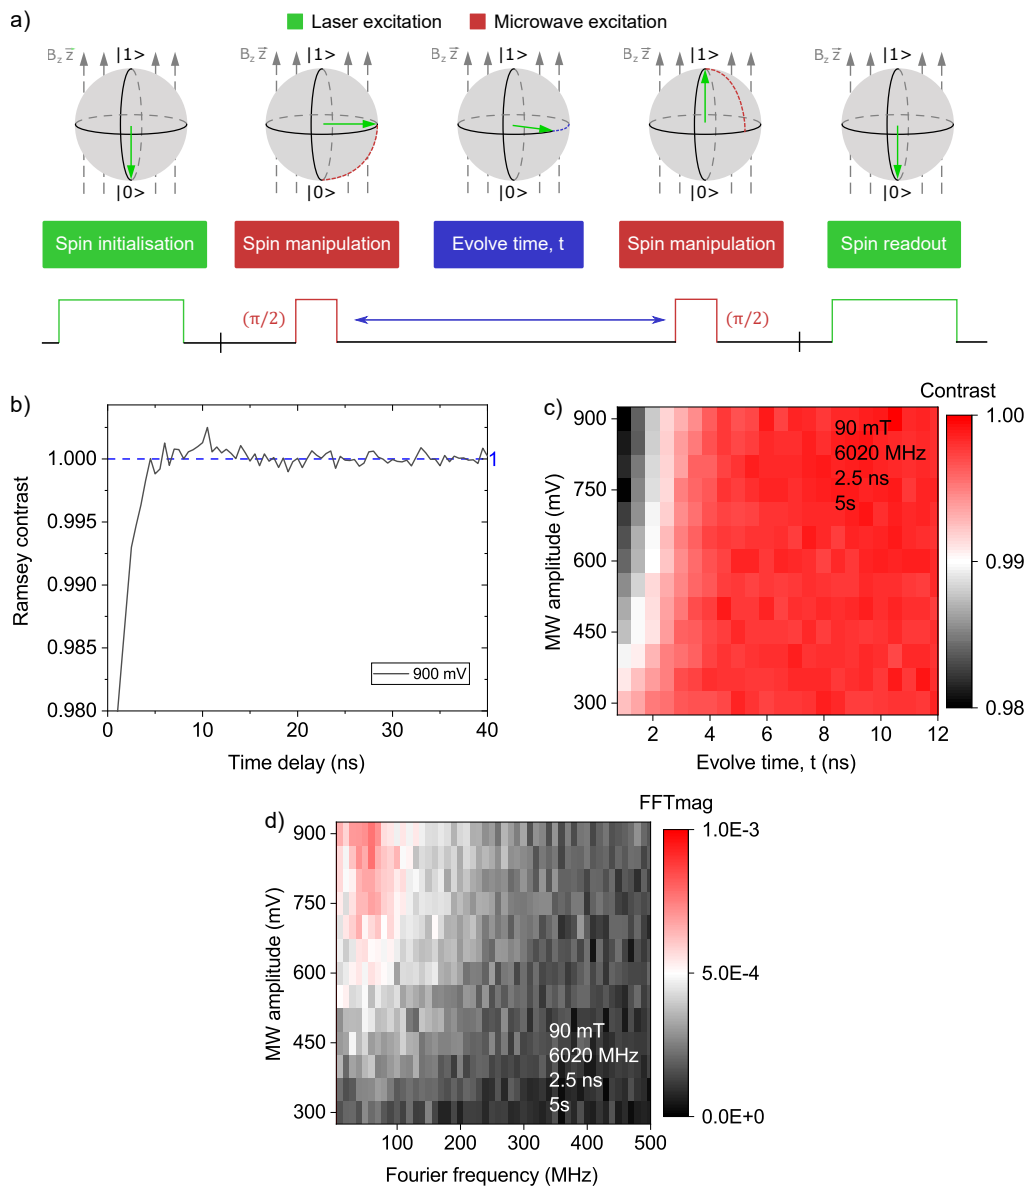 a)
Laser excitation
Microwave excitation
B_z z⃗ |1> B_z z⃗ |1> B_z z⃗ |1> B_z z⃗ |1> B_z z⃗ |1>
|0> |0> |0> |0> |0>
Spin initialisation Spin manipulation Evolve time, t Spin manipulation Spin readout
(π/2) (π/2)
b)
Ramsey contrast
1.000
0.995
0.990
0.985
0.980
1
900 mV
0 10 20 30 40
Time delay (ns)
c)
Contrast
MW amplitude (mV)
900
750
600
450
300
90 mT
6020 MHz
2.5 ns
5s
1.00
0.99
0.98
2 4 6 8 10 12
Evolve time, t (ns)
d)
FFTmag
MW amplitude (mV)
900
750
600
450
300
90 mT
6020 MHz
2.5 ns
5s
1.0E-3
5.0E-4
0.0E+0
100 200 300 400 500
Fourier frequency (MHz)